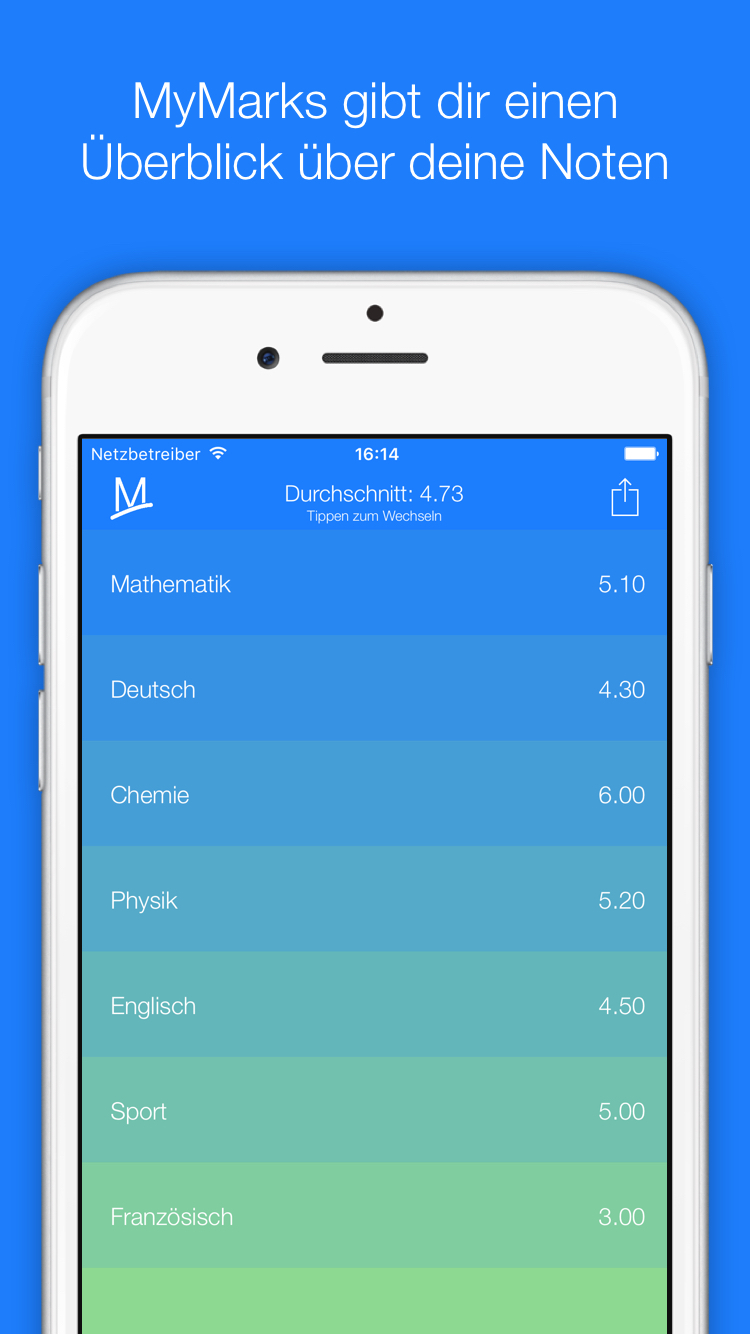 MyMarks gibt dir einen
Überblick über deine Noten
Netzbetreiber 16:14
M Durchschnitt: 4.73
Tippen zum Wechseln
Mathematik 5.10
Deutsch 4.30
Chemie 6.00
Physik 5.20
Englisch 4.50
Sport 5.00
Französisch 3.00